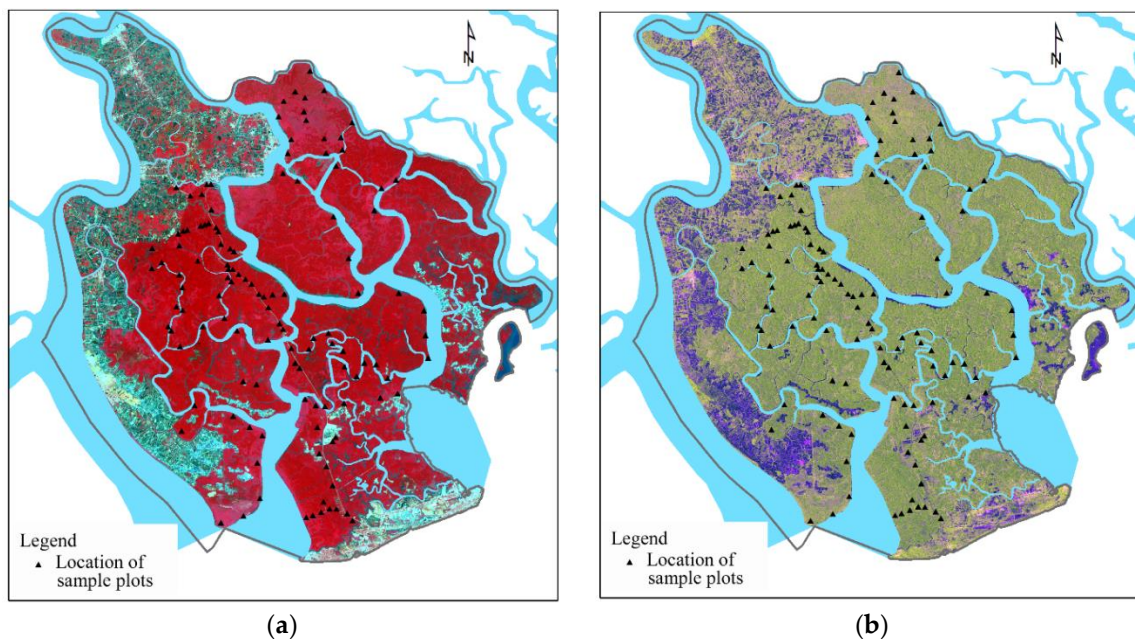 N
N
Legend
▲ Location of
sample plots
Legend
▲ Location of
sample plots
(a)
(b)